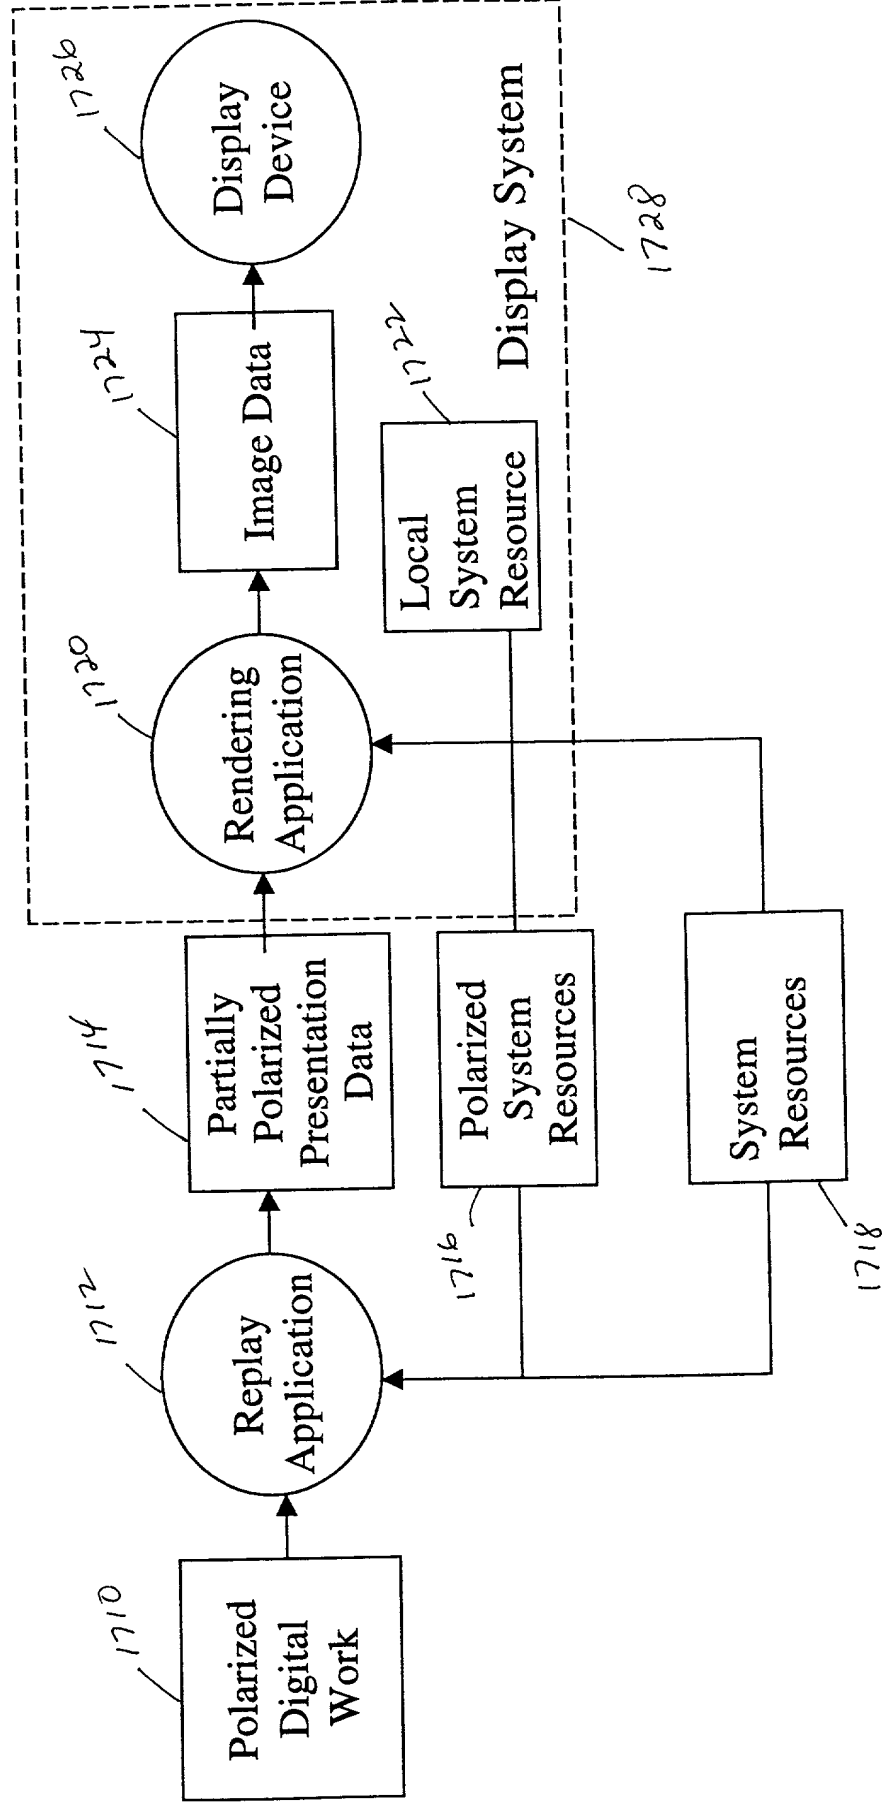 1710
Polarized
Digital
Work
1712
Replay
Application
1714
Partially
Polarized
Presentation
Data
1716
Polarized
System
Resources
1718
System
Resources
1720
Rendering
Application
1722
Local
System
Resource
1724
Image Data
1726
Display
Device
Display System
1728